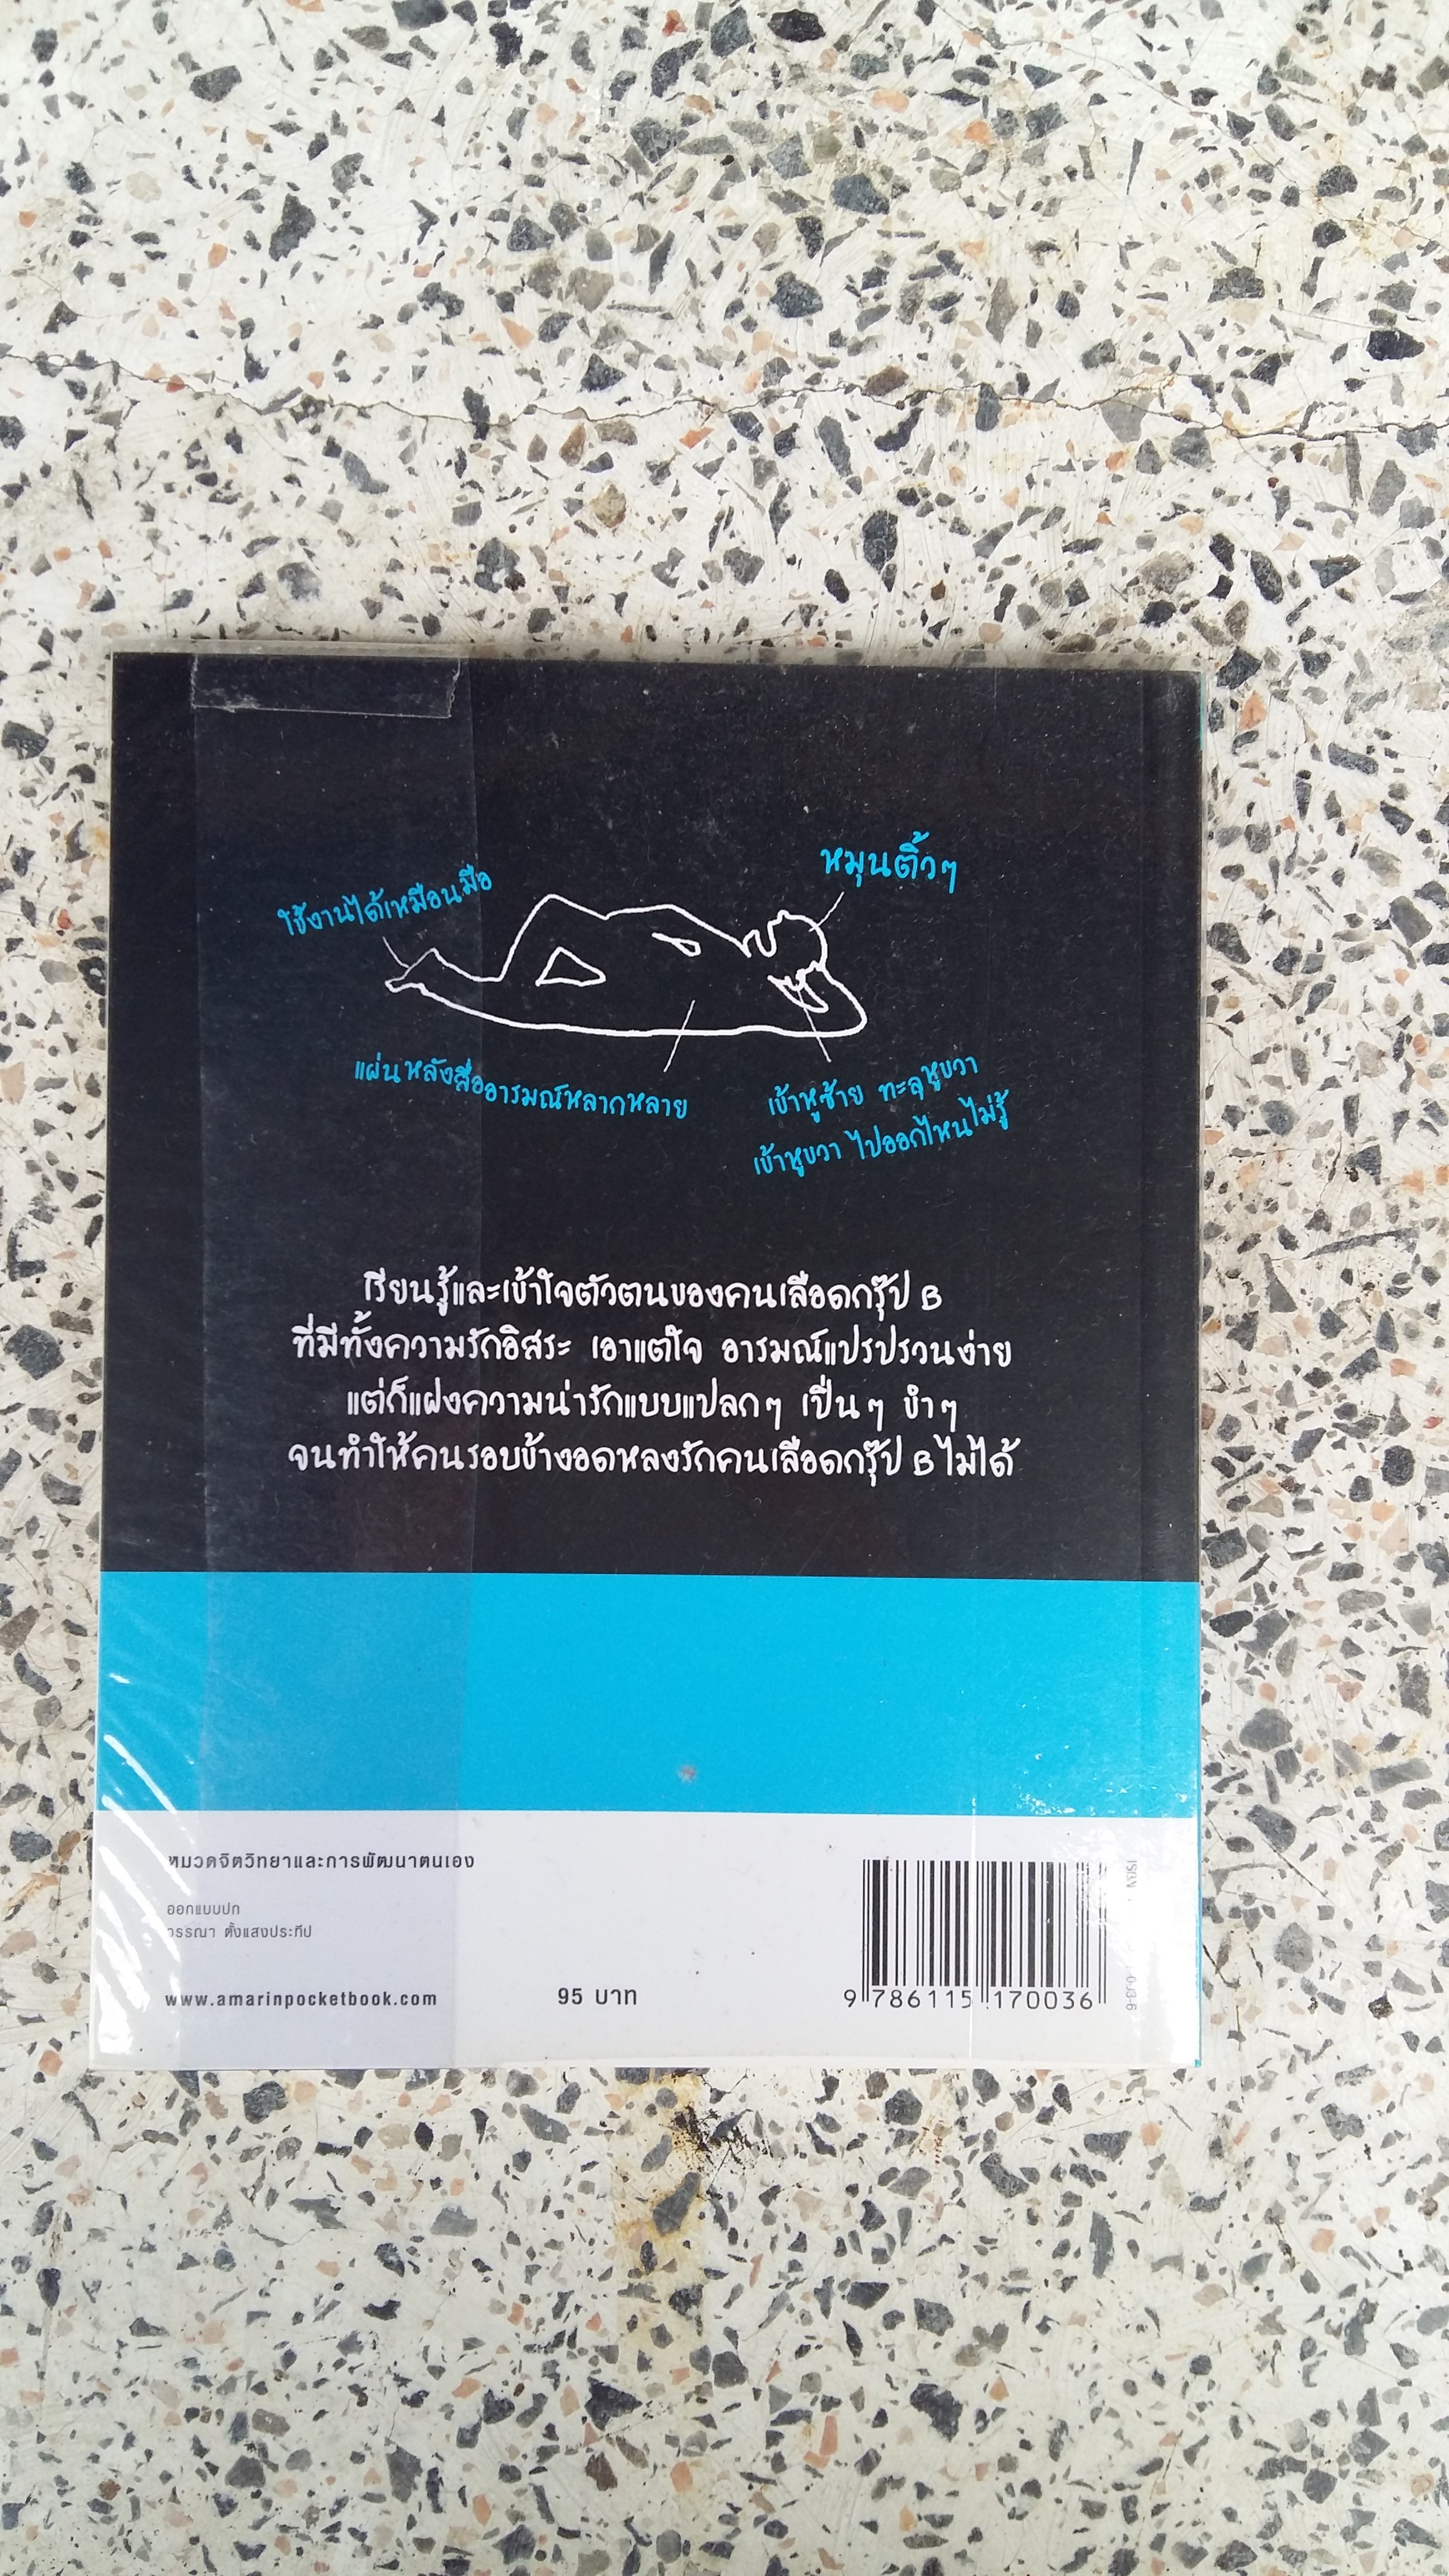 หมุนติ้วๆ
ใช้งานได้เหมือนมือ
แผ่นหลังสื่ออารมณ์หลากหลาย
เข้าหูซ้าย ทะลุหูขวา
เข้าหูขวา ไปออกไหนไม่รู้
เรียนรู้และเข้าใจตัวตนของคนเลือดกรุ๊ป B
ที่มีทั้งความรักอิสระ เอาแต่ใจ อารมณ์แปรปรวนง่าย
แต่ก็แฝงความน่ารักแบบแปลกๆ เปิ่นๆ ขำๆ
จนทำให้คนรอบข้างอดหลงรักคนเลือดกรุ๊ป B ไม่ได้
หมวดจิตวิทยาและการพัฒนาตนเอง
ออกแบบปก
วรรณา ตั้งแสงประทีป
www.amarinpocketbook.com
95 บาท
9 786115 170036
ISBN